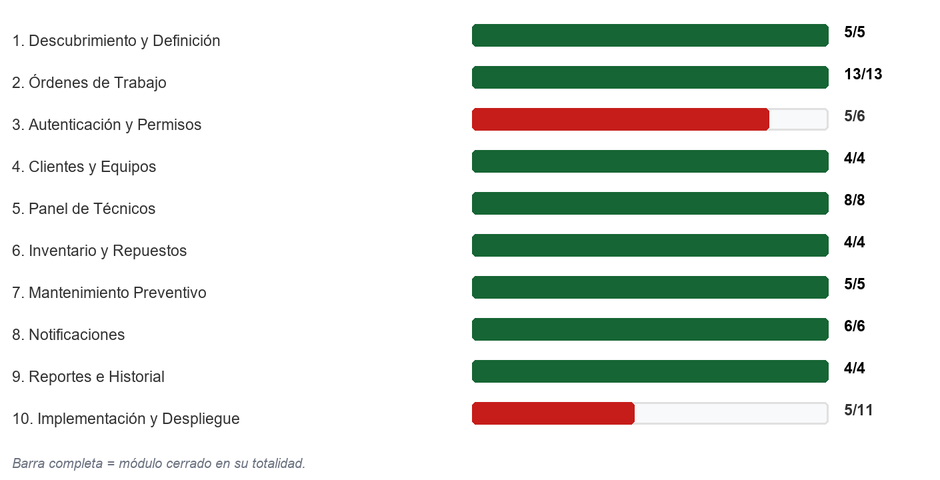 1. Descubrimiento y Definición 5/5
2. Órdenes de Trabajo 13/13
3. Autenticación y Permisos 5/6
4. Clientes y Equipos 4/4
5. Panel de Técnicos 8/8
6. Inventario y Repuestos 4/4
7. Mantenimiento Preventivo 5/5
8. Notificaciones 6/6
9. Reportes e Historial 4/4
10. Implementación y Despliegue 5/11
Barra completa = módulo cerrado en su totalidad.